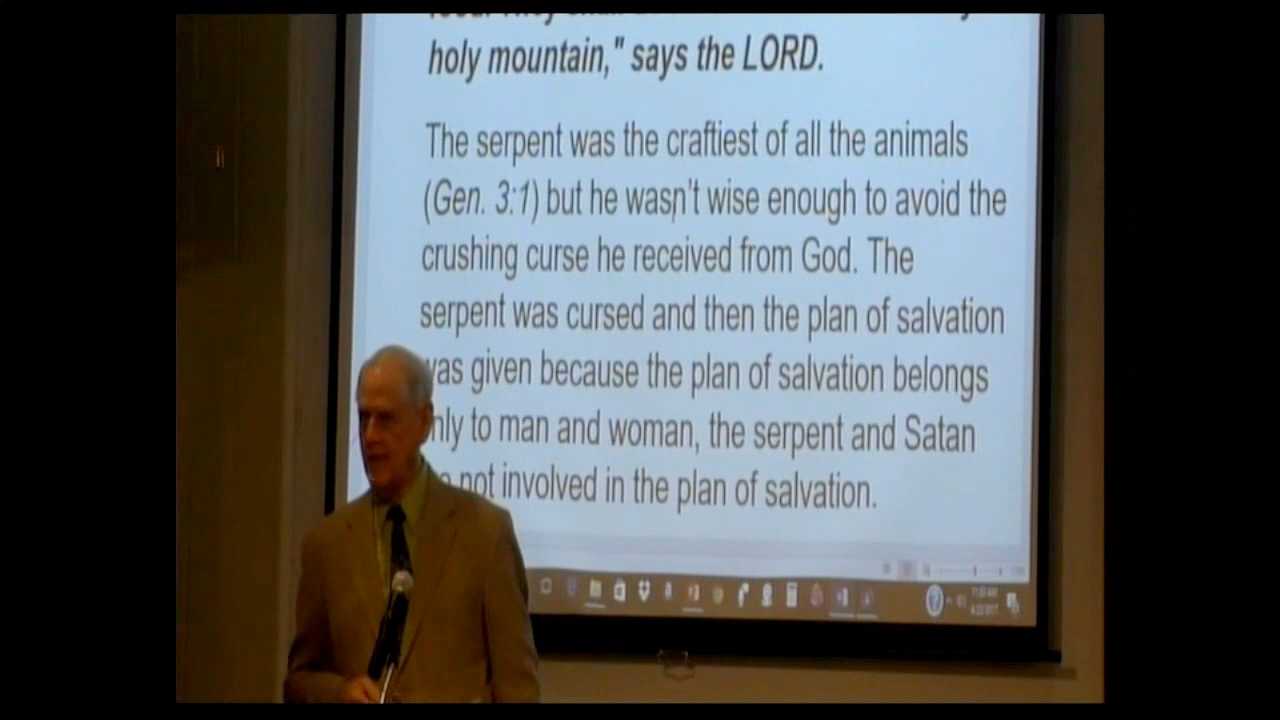 holy mountain," says the LORD.
The serpent was the craftiest of all the animals
(Gen. 3:1) but he wasn't wise enough to avoid the
crushing curse he received from God. The
serpent was cursed and then the plan of salvation
was given because the plan of salvation belongs
only to man and woman, the serpent and Satan
not involved in the plan of salvation.